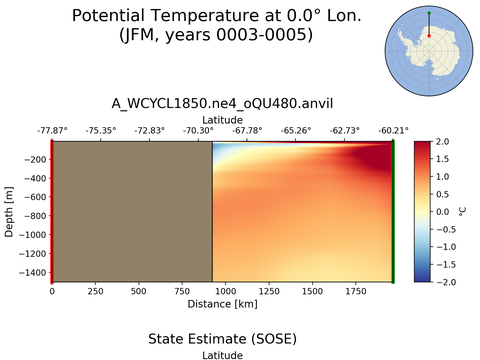 Potential Temperature at 0.0° Lon.
(JFM, years 0003-0005)
A_WCYCL1850.ne4_oQU480.anvil
Latitude
-77.87° -75.35° -72.83° -70.30° -67.78° -65.26° -62.73° -60.21°
Depth [m]
−200
−400
−600
−800
−1000
−1200
−1400
0 250 500 750 1000 1250 1500 1750
Distance [km]
2.0
1.5
1.0
0.5
0.0
−0.5
−1.0
−1.5
−2.0
°C
State Estimate (SOSE)
Latitude